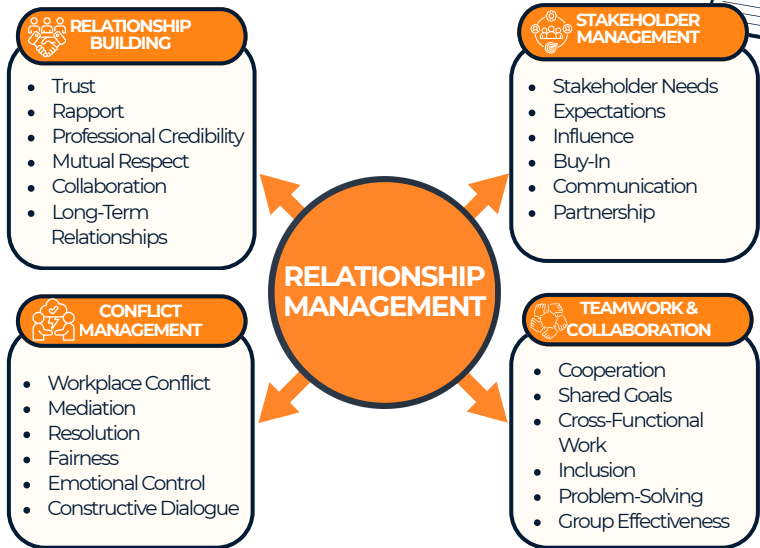 RELATIONSHIP
BUILDING
• Trust
• Rapport
• Professional Credibility
• Mutual Respect
• Collaboration
• Long-Term
Relationships
STAKEHOLDER
MANAGEMENT
• Stakeholder Needs
• Expectations
• Influence
• Buy-In
• Communication
• Partnership
RELATIONSHIP
MANAGEMENT
CONFLICT
MANAGEMENT
• Workplace Conflict
• Mediation
• Resolution
• Fairness
• Emotional Control
• Constructive Dialogue
TEAMWORK &
COLLABORATION
• Cooperation
• Shared Goals
• Cross-Functional
Work
• Inclusion
• Problem-Solving
• Group Effectiveness